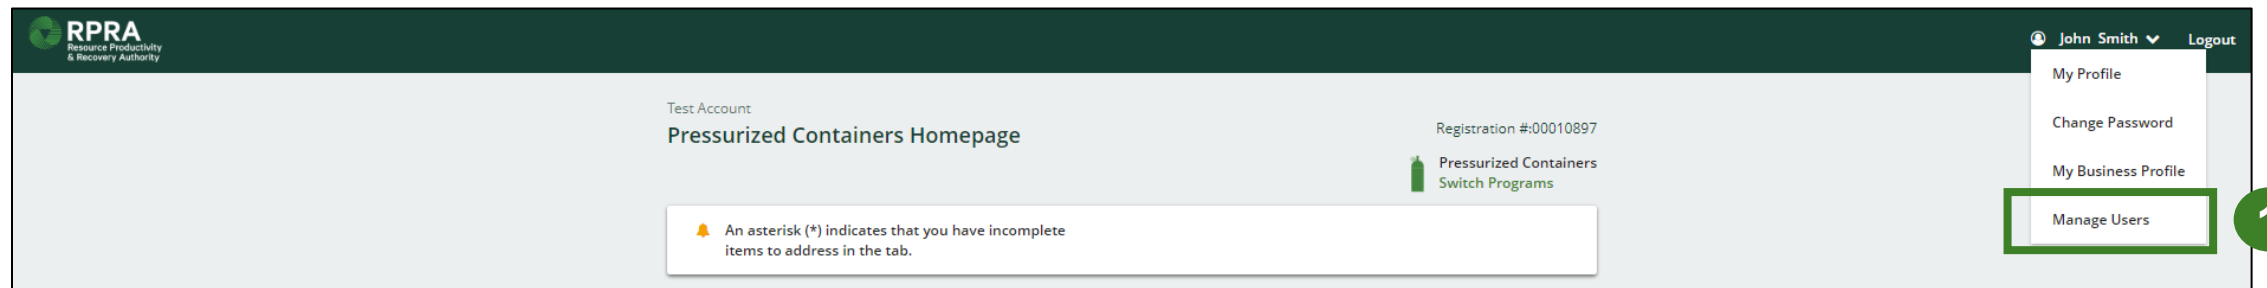 RPRA
Resource Productivity
& Recovery Authority
John Smith
Logout
My Profile
Change Password
My Business Profile
Manage Users
Test Account
Pressurized Containers Homepage
Registration #:00010897
Pressurized Containers
Switch Programs
An asterisk (*) indicates that you have incomplete
items to address in the tab.